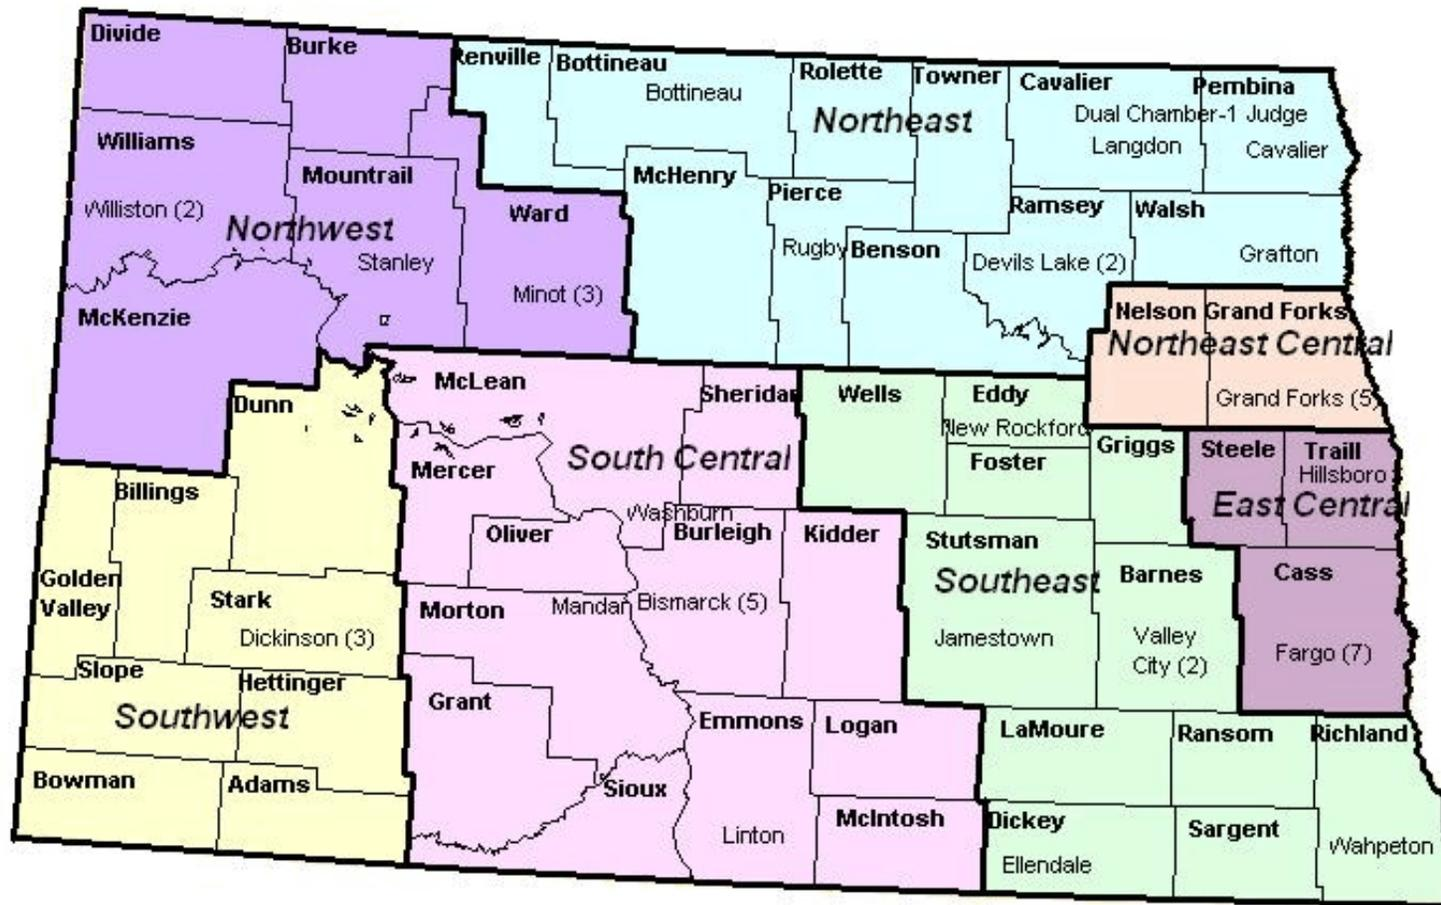 Divide
Burke
Renville
Bottineau
Bottineau
Rolette
Towner
Cavalier
Pembina
Dual Chamber-1 Judge
Langdon
Cavalier
Northeast
Williams
Williston (2)
Mountrail
Stanley
Northwest
Ward
Minot (3)
McHenry
Pierce
Rugby
Benson
Ramsey
Devils Lake (2)
Walsh
Grafton
McKenzie
Nelson
Grand Forks
Northeast Central
Grand Forks (5)
Dunn
McLean
Sheridan
Wells
Eddy
New Rockford
Foster
Griggs
Steele
Traill
Hillsboro
East Central
Billings
Mercer
South Central
Washburn
Oliver
Burleigh
Kidder
Stutsman
Southeast
Barnes
Cass
Golden
Valley
Stark
Dickinson (3)
Morton
Mandan
Bismarck (5)
Jamestown
Valley
City (2)
Fargo (7)
Slope
Hettinger
Southwest
Grant
Emmons
Logan
LaMoure
Ransom
Richland
Bowman
Adams
Sioux
Linton
McIntosh
Dickey
Ellendale
Sargent
Wahpeton